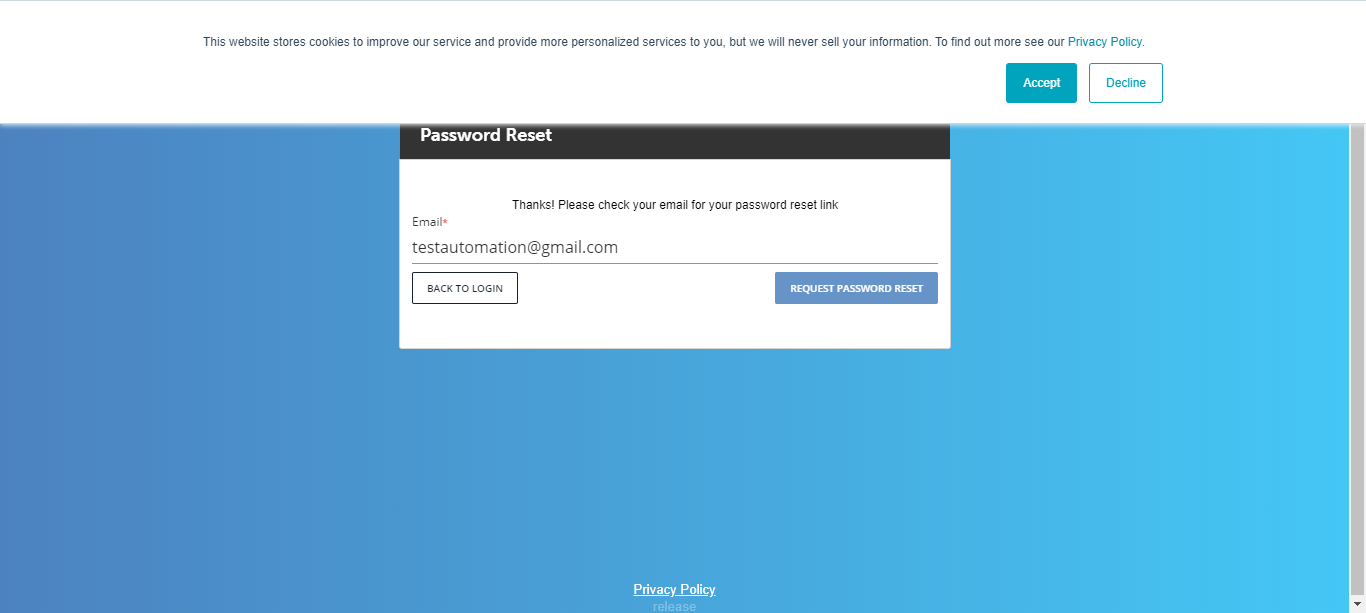 This website stores cookies to improve our service and provide more personalized services to you, but we will never sell your information. To find out more see our Privacy Policy.
Accept
Decline
Password Reset
Thanks! Please check your email for your password reset link
Email*
testautomation@gmail.com
BACK TO LOGIN
REQUEST PASSWORD RESET
Privacy Policy
release